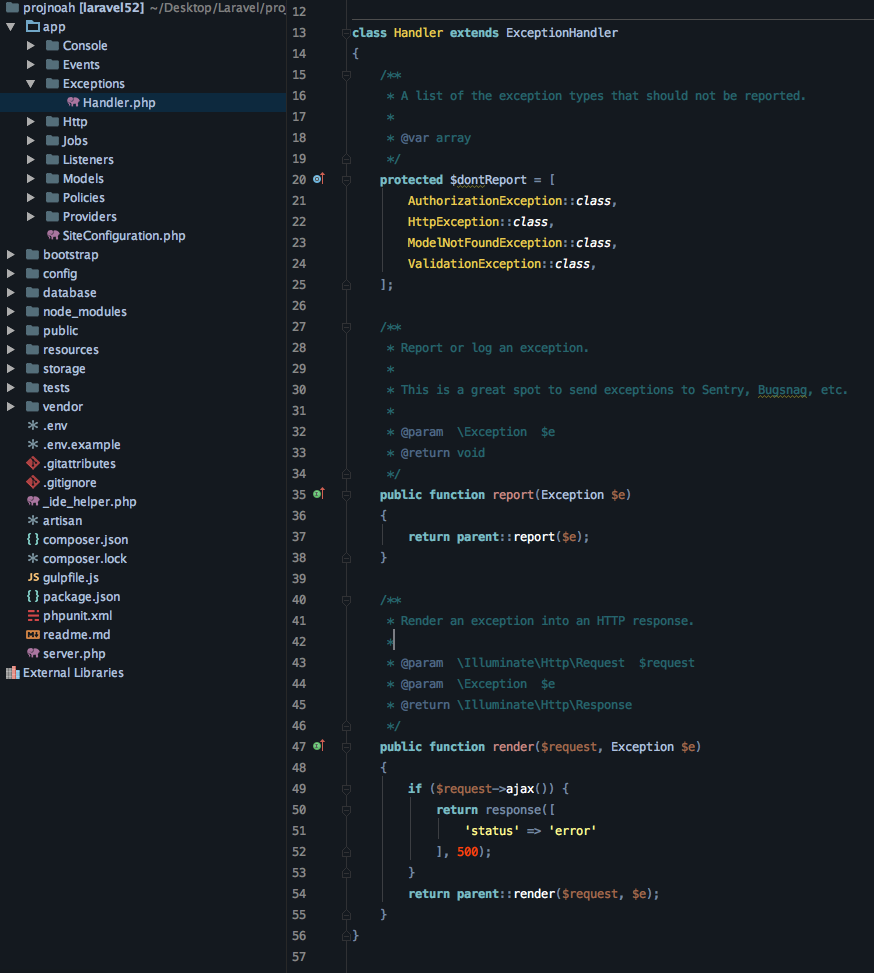 projnoah [laravel52] ~/Desktop/Laravel/proj
app
Console
Events
Exceptions
Handler.php
Http
Jobs
Listeners
Models
Policies
Providers
SiteConfiguration.php
bootstrap
config
database
node_modules
public
resources
storage
tests
vendor
.env
.env.example
.gitattributes
.gitignore
_ide_helper.php
artisan
composer.json
composer.lock
JS gulpfile.js
package.json
phpunit.xml
readme.md
server.php
External Libraries
12
13 class Handler extends ExceptionHandler
14 {
15 /**
16 * A list of the exception types that should not be reported.
17 *
18 * @var array
19 */
20 protected $dontReport = [
21 AuthorizationException::class,
22 HttpException::class,
23 ModelNotFoundException::class,
24 ValidationException::class,
25 ];
26
27 /**
28 * Report or log an exception.
29 *
30 * This is a great spot to send exceptions to Sentry, Bugsnag, etc.
31 *
32 * @param  \Exception  $e
33 * @return void
34 */
35 public function report(Exception $e)
36 {
37 return parent::report($e);
38 }
39
40 /**
41 * Render an exception into an HTTP response.
42 *
43 * @param  \Illuminate\Http\Request  $request
44 * @param  \Exception  $e
45 * @return \Illuminate\Http\Response
46 */
47 public function render($request, Exception $e)
48 {
49 if ($request->ajax()) {
50 return response([
51 'status' => 'error'
52 ], 500);
53 }
54 return parent::render($request, $e);
55 }
56 }
57